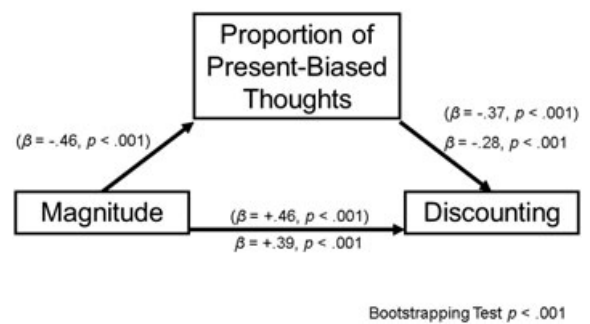 Proportion of
Present-Biased
Thoughts
(β = -.37, p < .001)
(β = -.46, p < .001)
β = -.28, p < .001
Magnitude
(β = +.46, p < .001)
Discounting
β = +.39, p < .001
Bootstrapping Test p < .001